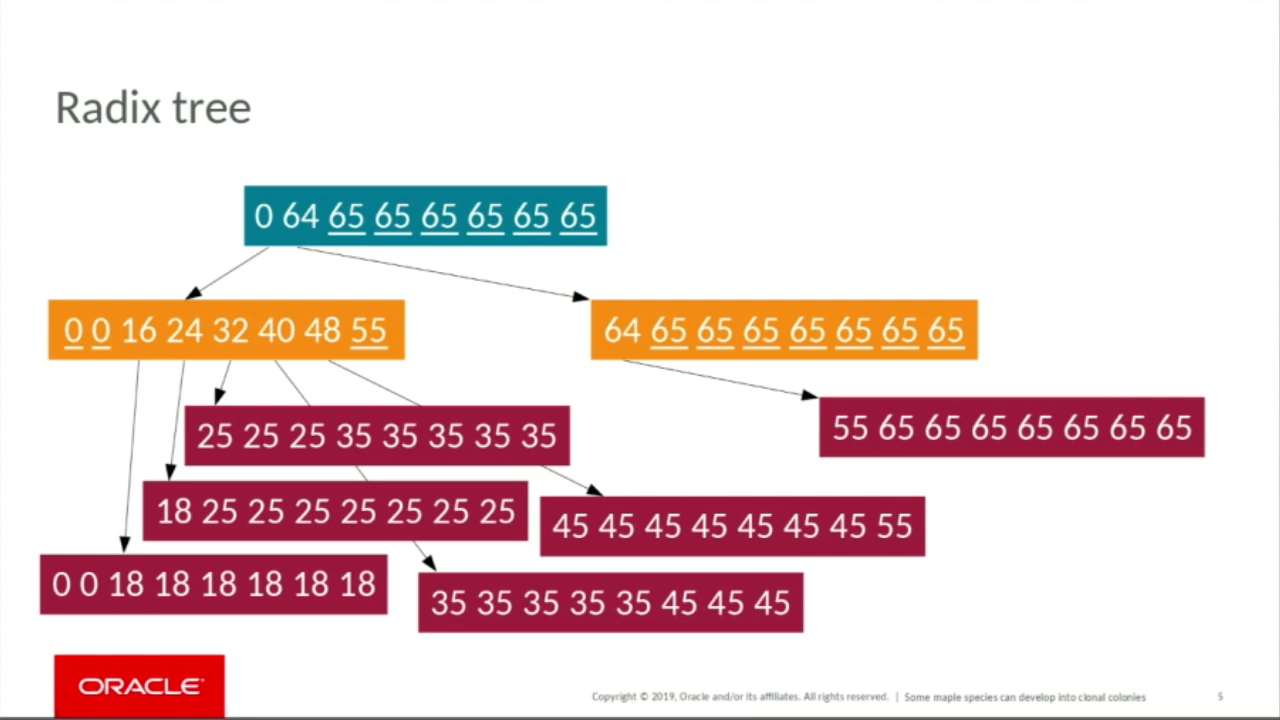 Radix tree
0 64 65 65 65 65 65 65
0 0 16 24 32 40 48 55
64 65 65 65 65 65 65 65
55 65 65 65 65 65 65 65
25 25 25 35 35 35 35 35
18 25 25 25 25 25 25 25
45 45 45 45 45 45 45 55
0 0 18 18 18 18 18 18
35 35 35 35 35 45 45 45
ORACLE
Copyright © 2019, Oracle and/or its affiliates. All rights reserved. | Some maple species can develop into clonal colonies
5